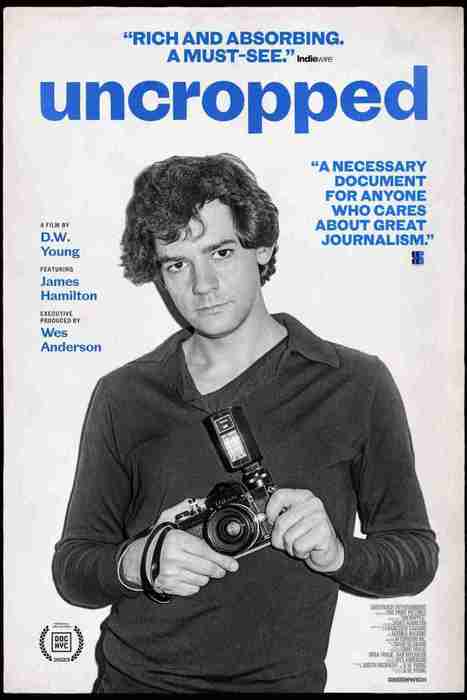 “RICH AND ABSORBING.
A MUST-SEE.” IndieWire
uncropped
“A NECESSARY
DOCUMENT
FOR ANYONE
WHO CARES
ABOUT GREAT
JOURNALISM.”
A FILM BY
D.W.
Young
FEATURING
James
Hamilton
EXECUTIVE
PRODUCED BY
Wes
Anderson
DOC
NYC
GREENWICH